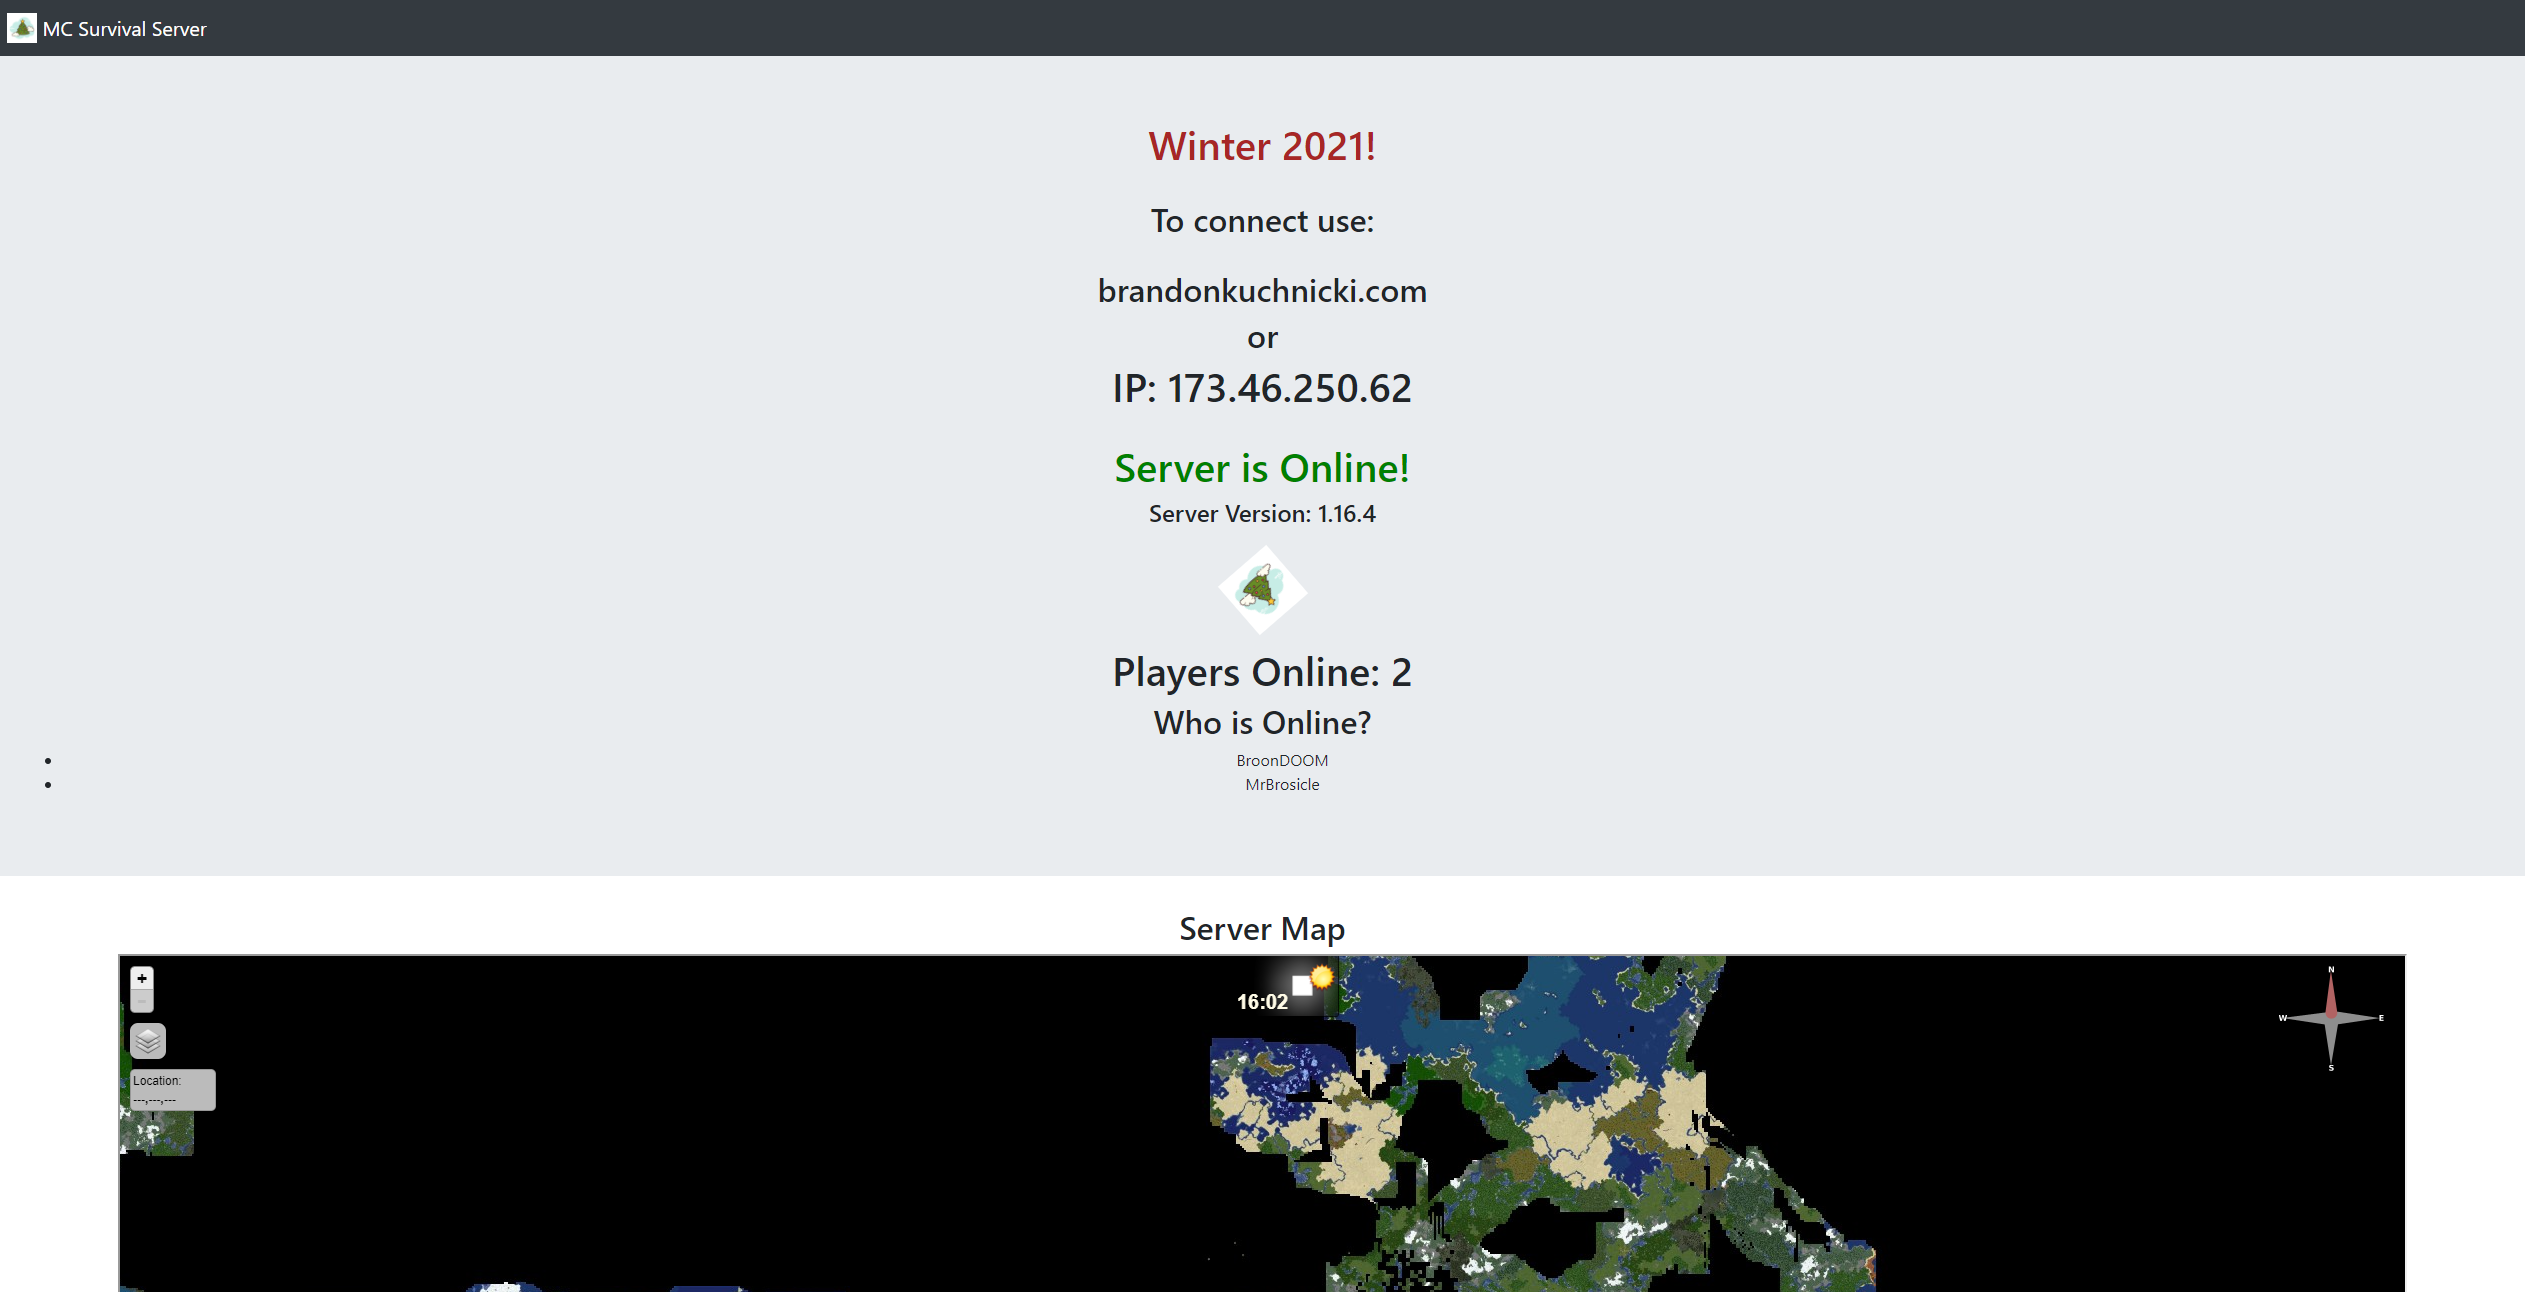 MC Survival Server
Winter 2021!
To connect use:
brandonkuchnicki.com
or
IP: 173.46.250.62
Server is Online!
Server Version: 1.16.4
Players Online: 2
Who is Online?
• BroonDOOM
• MrBrosicle
Server Map
+
-
16:02
Location:
---,---,---
N
W
E
S